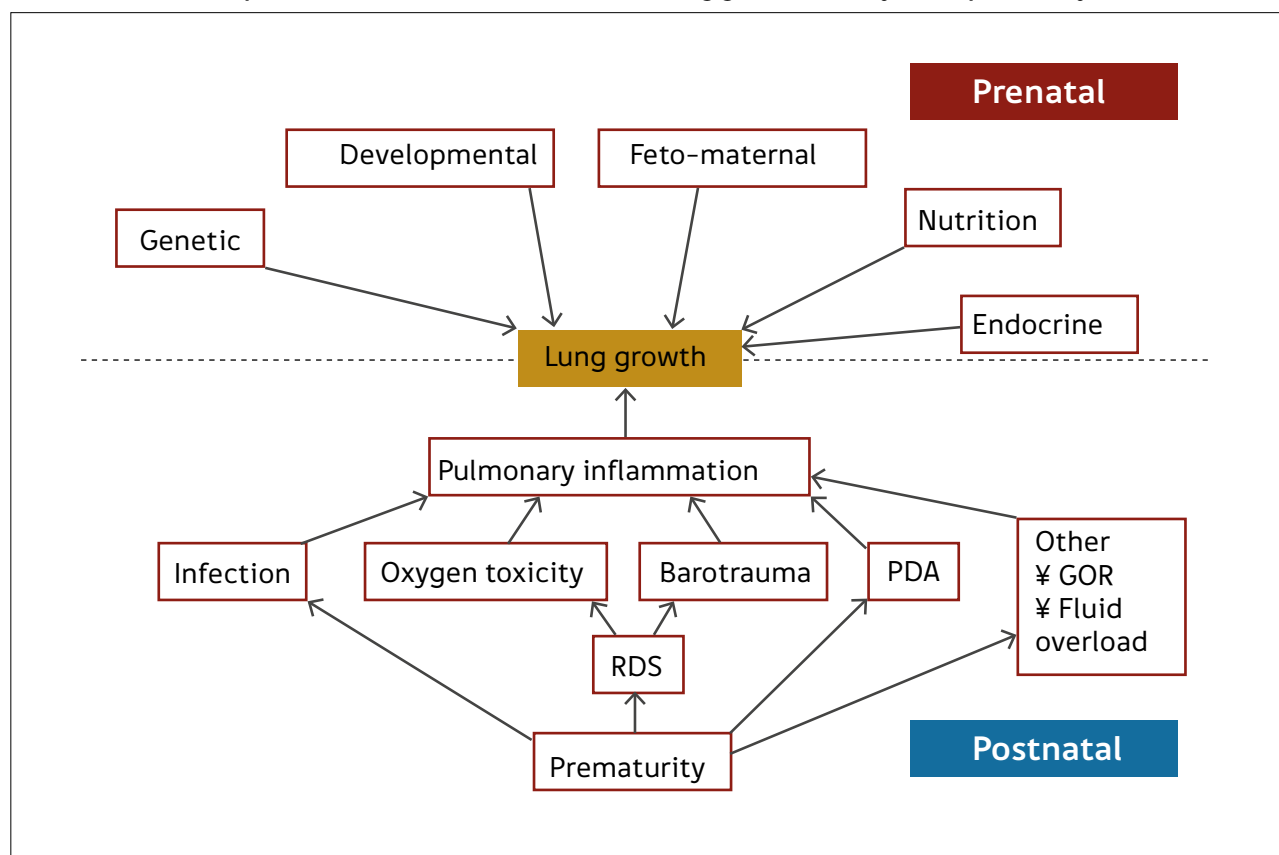 Prenatal
Developmental
Feto-maternal
Nutrition
Genetic
Endocrine
Lung growth
Pulmonary inflammation
Infection
Oxygen toxicity
Barotrauma
PDA
Other
¥ GOR
¥ Fluid
overload
RDS
Prematurity
Postnatal